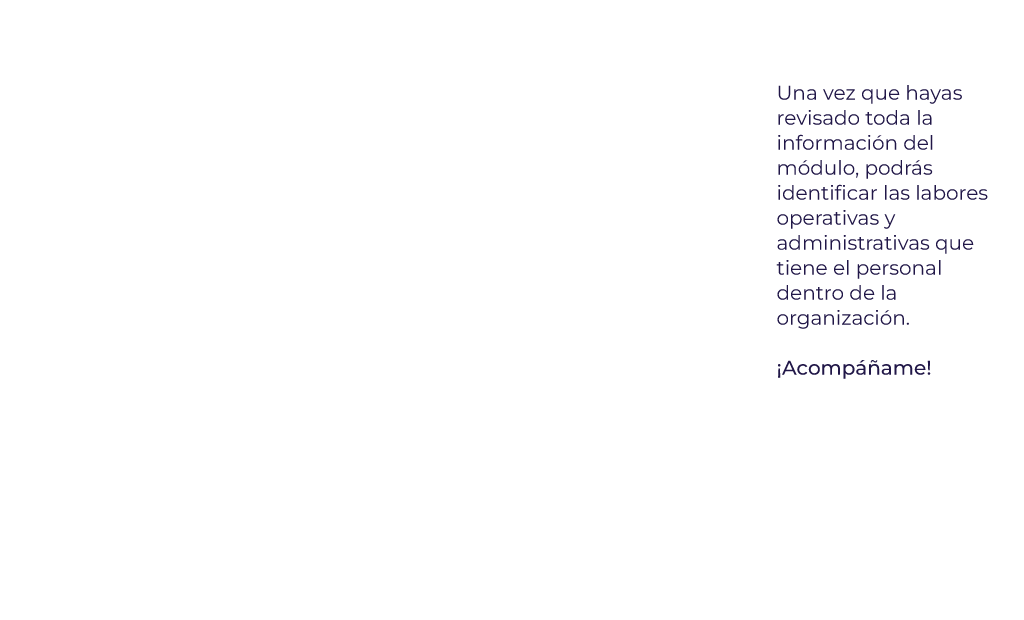 Una vez que hayas
revisado toda la
información del
módulo, podrás
identificar las labores
operativas y
administrativas que
tiene el personal
dentro de la
organización.
¡Acompáñame!